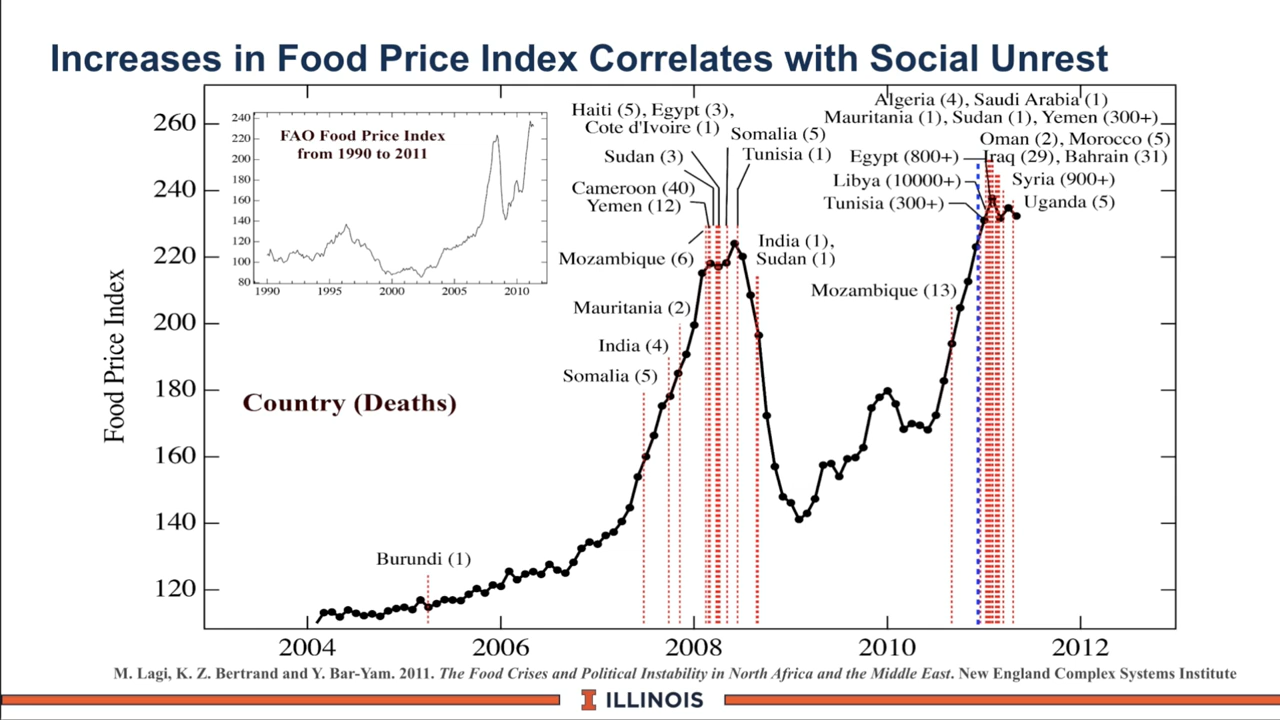 Increases in Food Price Index Correlates with Social Unrest
Food Price Index
260
240
220
200
180
160
140
120
2004
2006
2008
2010
2012
FAO Food Price Index
from 1990 to 2011
240
220
200
180
160
140
120
100
80
1990
1995
2000
2005
2010
Country (Deaths)
Burundi (1)
Somalia (5)
India (4)
Mauritania (2)
Mozambique (6)
Yemen (12)
Cameroon (40)
Sudan (3)
Haiti (5), Egypt (3),
Cote d'Ivoire (1)
Somalia (5)
Tunisia (1)
India (1),
Sudan (1)
Mozambique (13)
Tunisia (300+)
Libya (10000+)
Egypt (800+)
Algeria (4), Saudi Arabia (1)
Mauritania (1), Sudan (1), Yemen (300+)
Oman (2), Morocco (5)
Iraq (29), Bahrain (31)
Syria (900+)
Uganda (5)
M. Lagi, K. Z. Bertrand and Y. Bar-Yam. 2011. The Food Crises and Political Instability in North Africa and the Middle East. New England Complex Systems Institute
I ILLINOIS